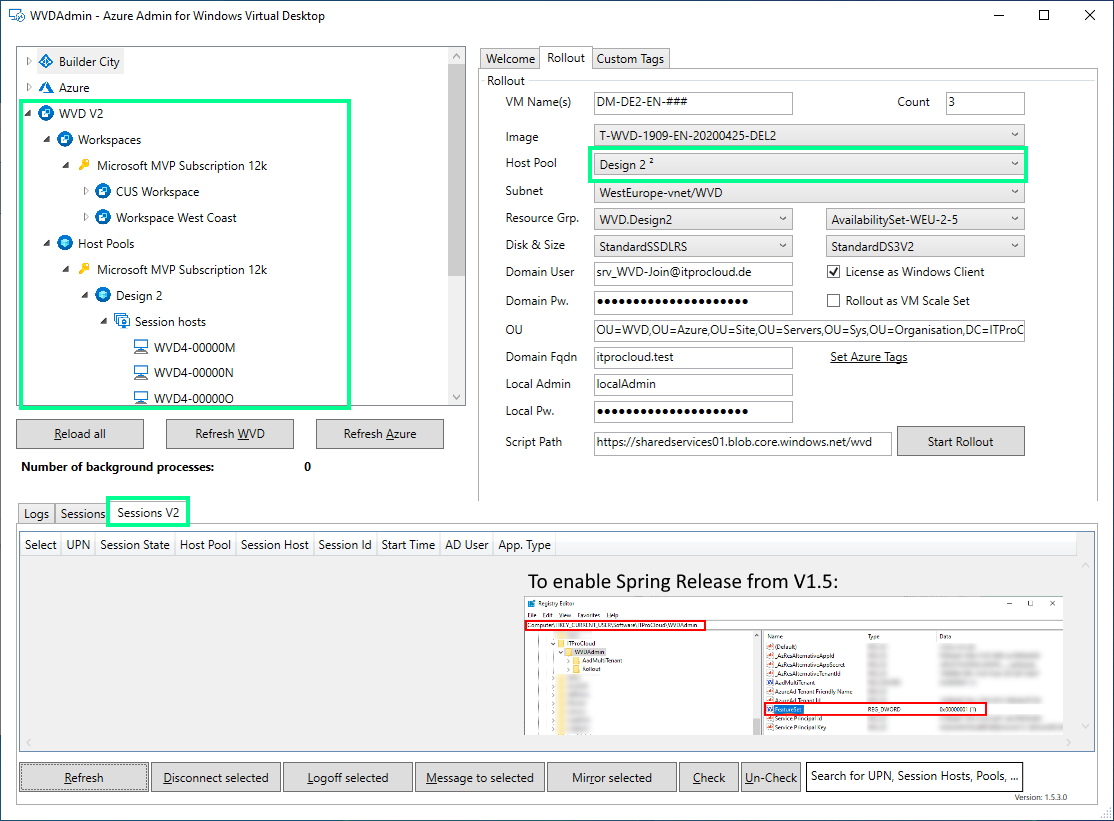 WVDAdmin - Azure Admin for Windows Virtual Desktop
Builder City
Azure
WVD V2
Workspaces
Microsoft MVP Subscription 12k
CUS Workspace
Workspace West Coast
Host Pools
Microsoft MVP Subscription 12k
Design 2
Session hosts
WVD4-00000M
WVD4-00000N
WVD4-00000O
Reload all
Refresh WVD
Refresh Azure
Number of background processes: 0
Welcome Rollout Custom Tags
Rollout
VM Name(s) DM-DE2-EN-### Count 3
Image T-WVD-1909-EN-20200425-DEL2
Host Pool Design 2 ²
Subnet WestEurope-vnet/WVD
Resource Grp. WVD.Design2 AvailabilitySet-WEU-2-5
Disk & Size StandardSSDLRS StandardDS3V2
Domain User srv_WVD-Join@itprocloud.de License as Windows Client
Domain Pw. ●●●●●●●●●●●●●●●●●●●●● Rollout as VM Scale Set
OU OU=WVD,OU=Azure,OU=Site,OU=Servers,OU=Sys,OU=Organisation,DC=ITProC
Domain Fqdn itprocloud.test Set Azure Tags
Local Admin localAdmin
Local Pw. ●●●●●●●●●●●●●●●●●●●●●
Script Path https://sharedservices01.blob.core.windows.net/wvd Start Rollout
Logs Sessions Sessions V2
Select UPN Session State Host Pool Session Host Session Id Start Time AD User App. Type
To enable Spring Release from V1.5:
Registry Editor
File Edit View Favorites Help
Computer\HKEY_CURRENT_USER\Software\ITProCloud\WVDAdmin
ITProCloud
WVDAdmin
AadMultiTenant
Rollout
Name Type Data
(Default)
_AzResAlternativeAppId
_AzResAlternativeAppSecret
_AzResAlternativeTenantId
AadMultiTenant
AzureAd Tenant Friendly Name
AzureAd Tenant Id
FeatureSet REG_DWORD 0x00000001 (1)
Service Principal Id
Service Principal Key
Refresh Disconnect selected Logoff selected Message to selected Mirror selected Check Un-Check Search for UPN, Session Hosts, Pools, ...
Version: 1.5.3.0